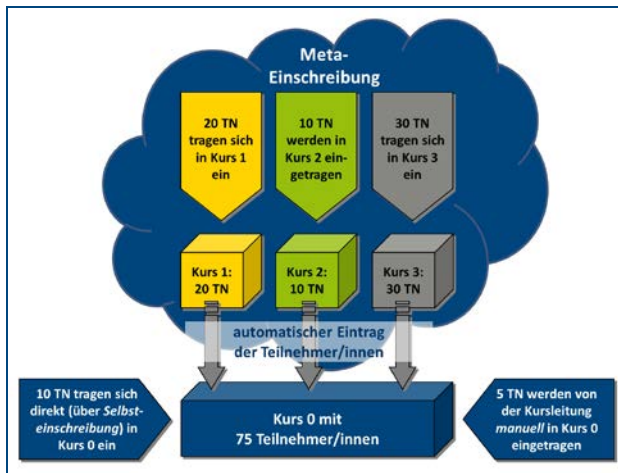 Meta-
Einschreibung
20 TN
tragen sich
in Kurs 1
ein
10 TN
werden in
Kurs 2 ein-
getragen
30 TN
tragen sich
in Kurs 3
ein
Kurs 1:
20 TN
Kurs 2:
10 TN
Kurs 3:
30 TN
automatischer Eintrag
der Teilnehmer/innen
10 TN tragen sich
direkt (über Selbst-
einschreibung) in
Kurs 0 ein
Kurs 0 mit
75 Teilnehmer/innen
5 TN werden von
der Kursleitung
manuell in Kurs 0
eingetragen